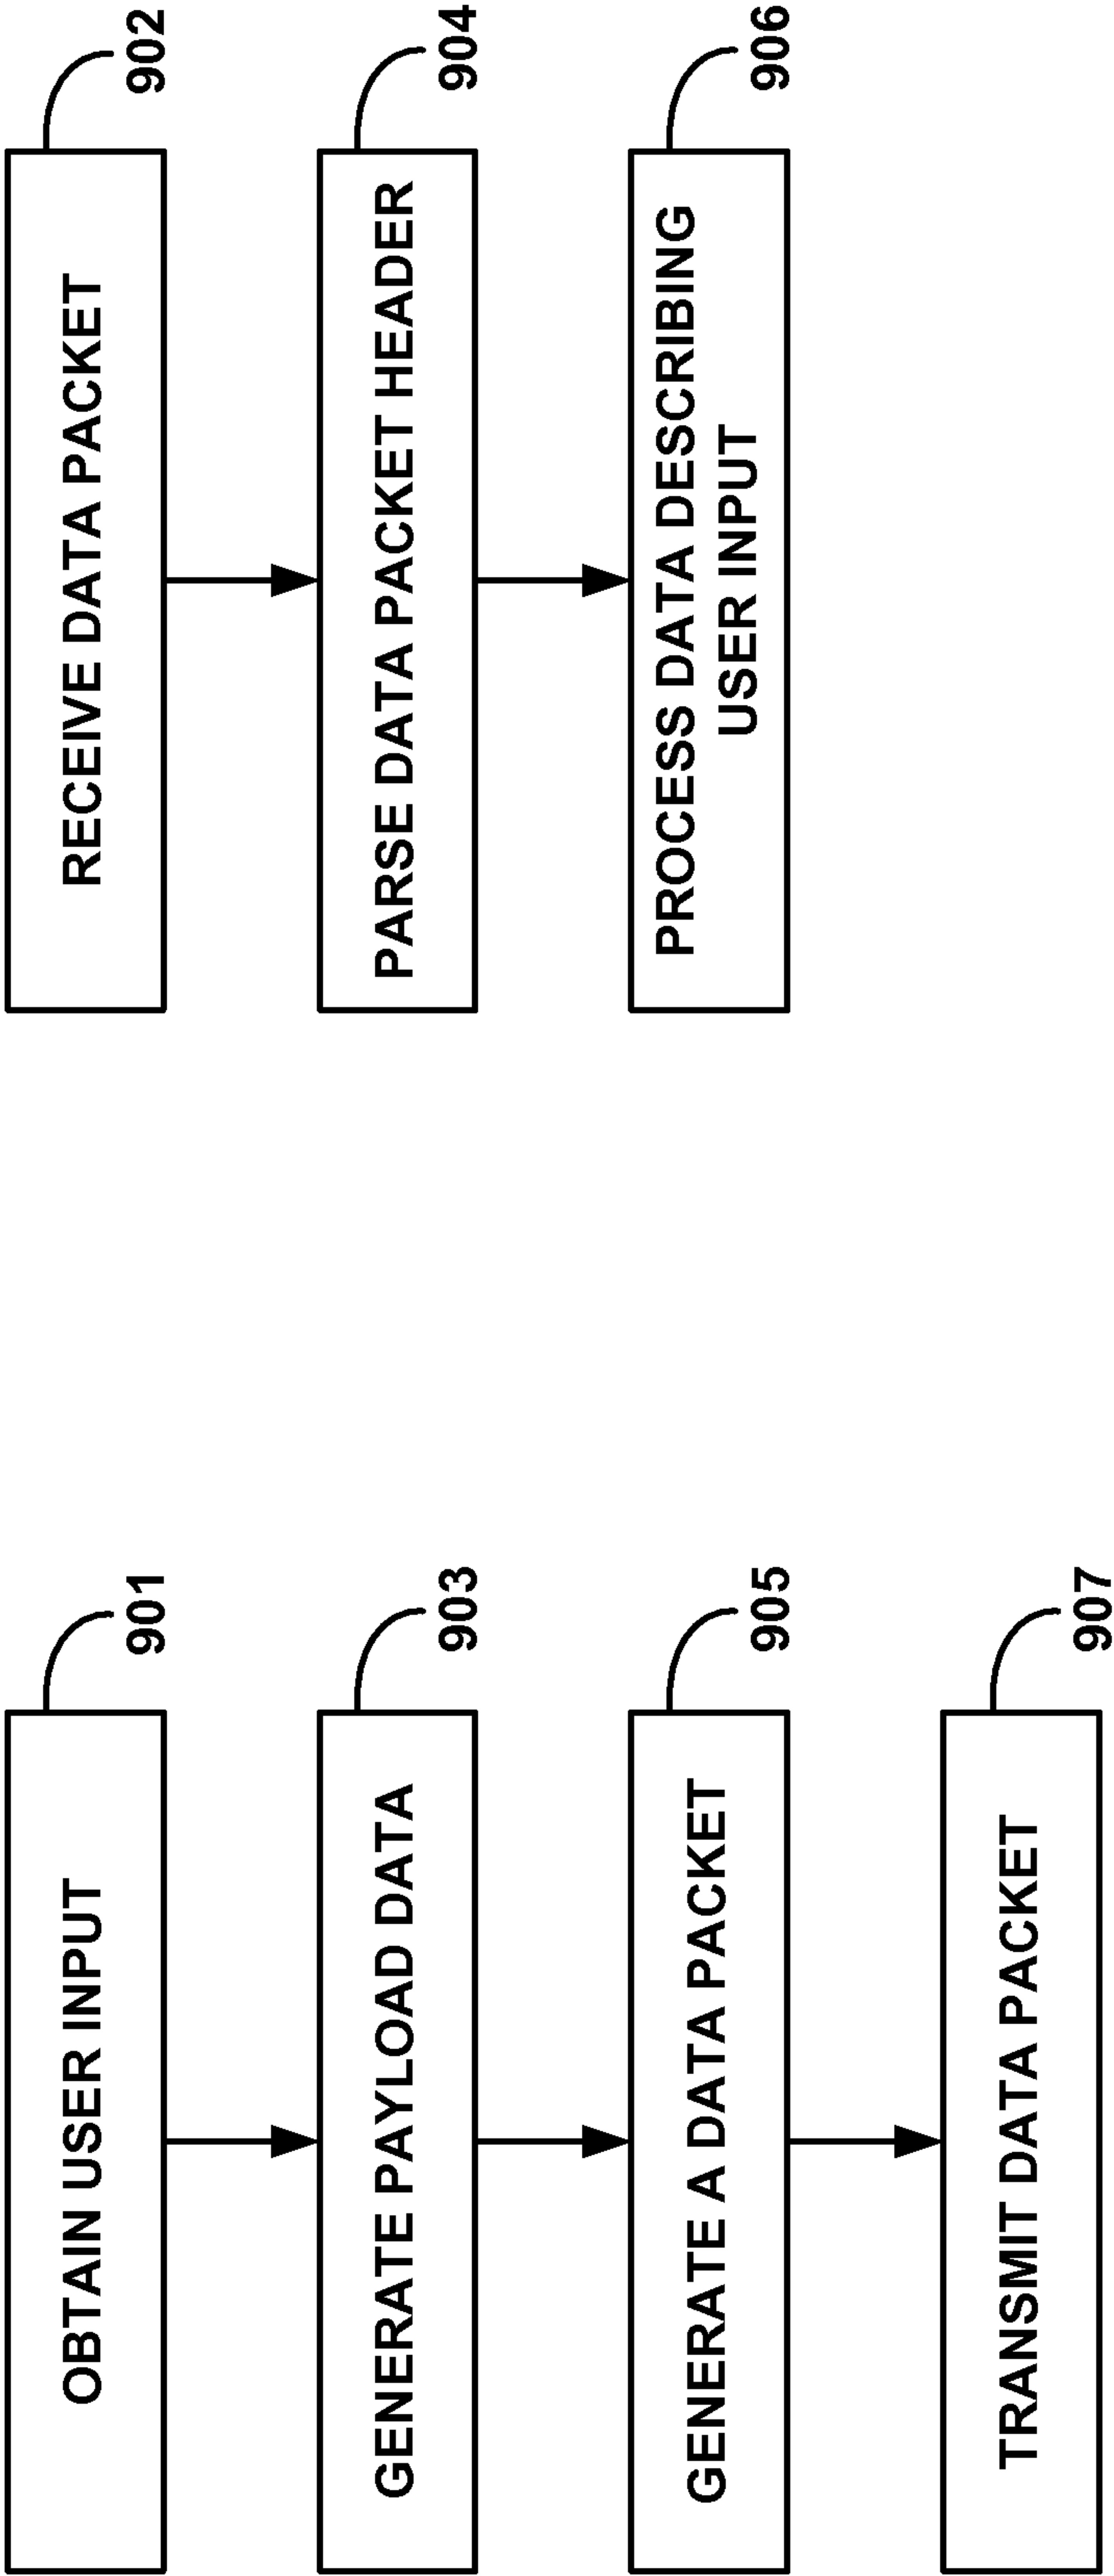 OBTAIN USER INPUT
901
GENERATE PAYLOAD DATA
903
GENERATE A DATA PACKET
905
TRANSMIT DATA PACKET
907
RECEIVE DATA PACKET
902
PARSE DATA PACKET HEADER
904
PROCESS DATA DESCRIBING
USER INPUT
906